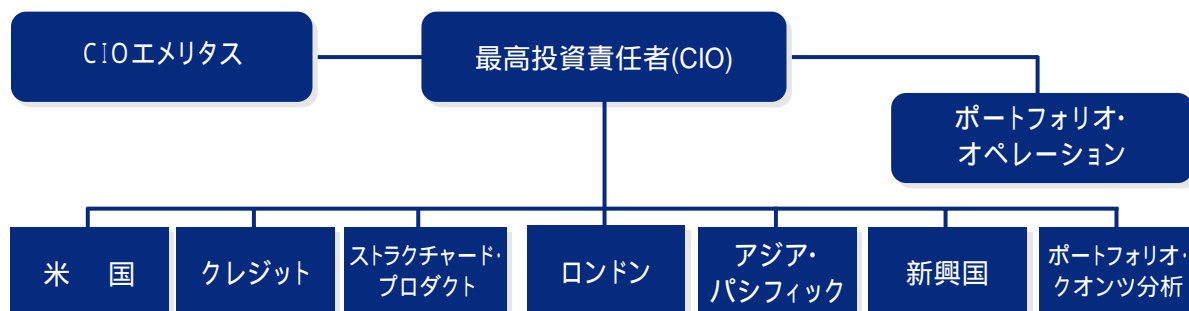 CIOエメリタス
最高投資責任者(CIO)
ポートフォリオ・
オペレーション
米　国
クレジット
ストラクチャード・
プロダクト
ロンドン
アジア・
パシフィック
新興国
ポートフォリオ・
クオンツ分析